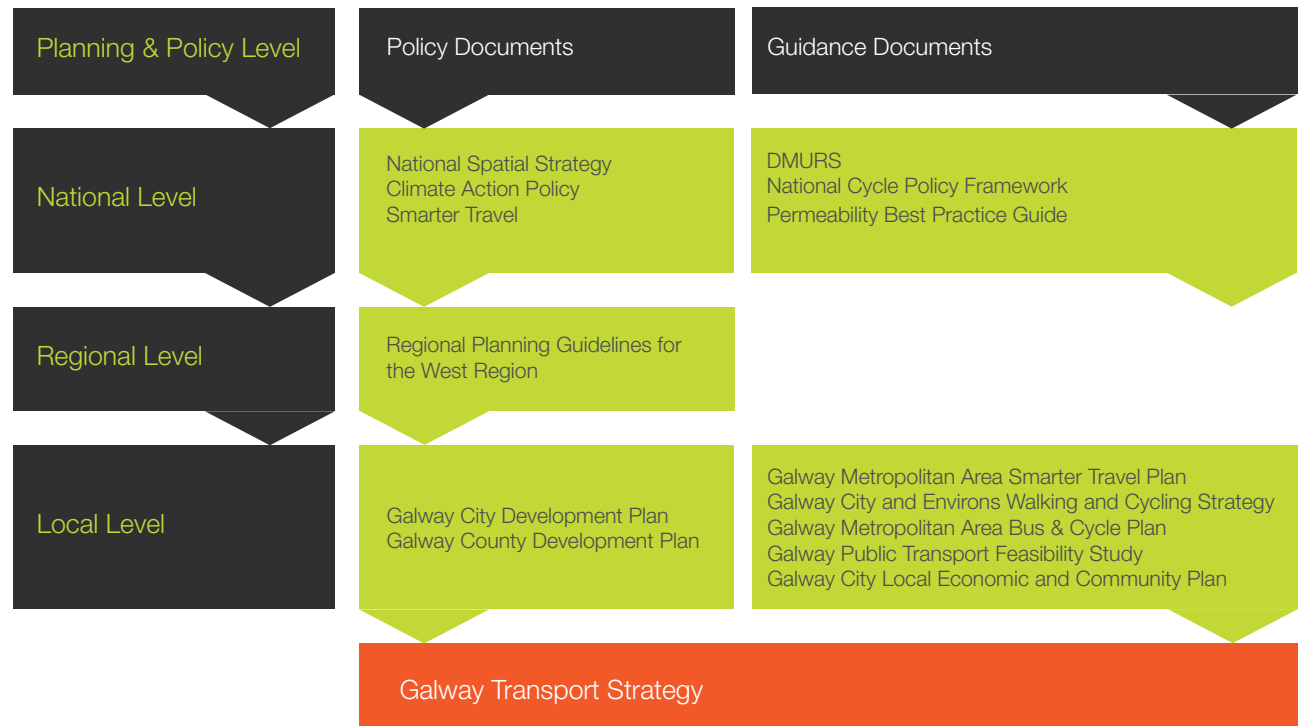 Planning & Policy Level
Policy Documents
Guidance Documents
National Level
National Spatial Strategy
Climate Action Policy
Smarter Travel
DMURS
National Cycle Policy Framework
Permeability Best Practice Guide
Regional Level
Regional Planning Guidelines for
the West Region
Local Level
Galway City Development Plan
Galway County Development Plan
Galway Metropolitan Area Smarter Travel Plan
Galway City and Environs Walking and Cycling Strategy
Galway Metropolitan Area Bus & Cycle Plan
Galway Public Transport Feasibility Study
Galway City Local Economic and Community Plan
Galway Transport Strategy